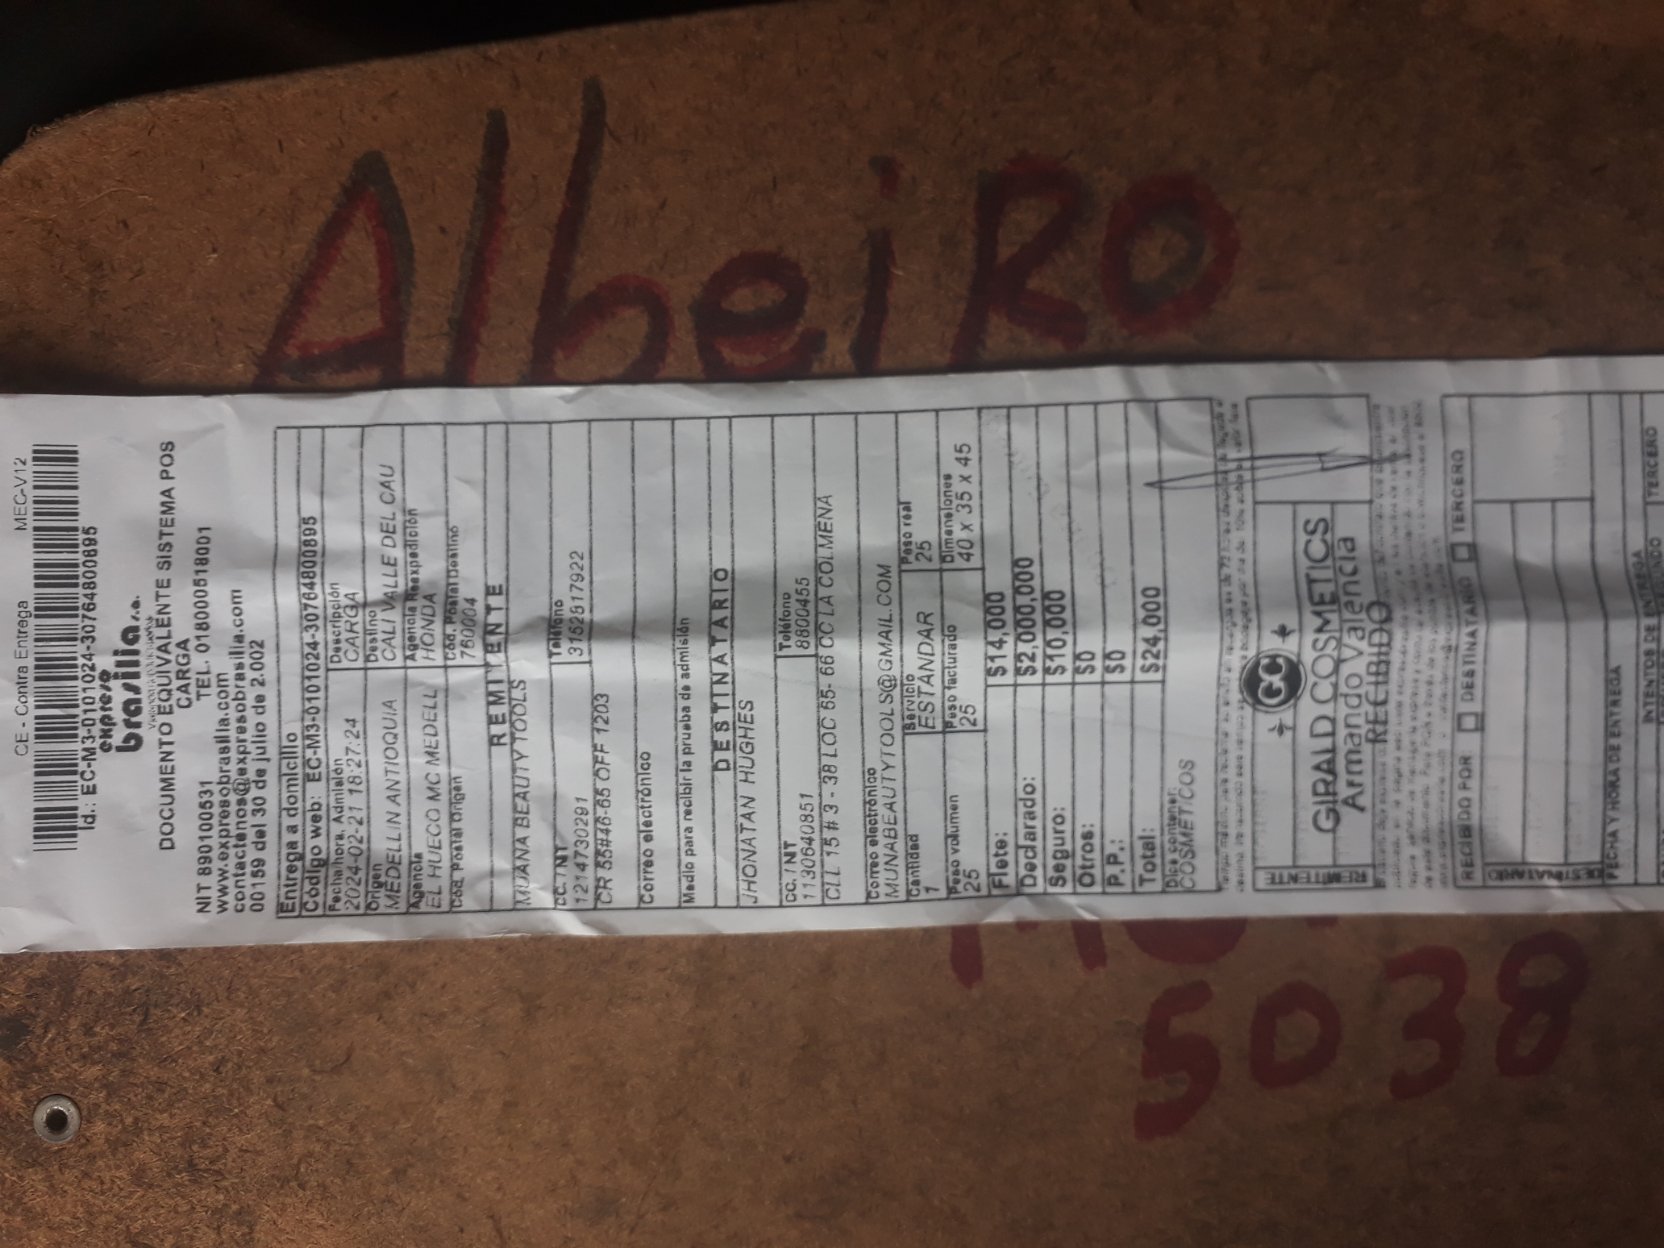 AlbeiRO
5038
CE - Contra Entrega MEC-V12
Id.: EC-M3-0101024-30764800895
expreso
brasilia s.a.
DOCUMENTO EQUIVALENTE SISTEMA POS
CARGA
NIT 890100531 TEL. 018000518001
www.expresobrasilia.com
contactenos@expresobrasilia.com
00159 del 30 de julio de 2.002
Entrega a domicilio
Código web: EC-M3-0101024-30764800895
Fecha/hora. Admisión Descripción
2024-02-21 18:27:24 CARGA
Origen Destino
MEDELLIN ANTIOQUIA CALI VALLE DEL CAU
Agencia Agencia Reexpedición
EL HUECO MC MEDELL HONDA
Cód. Postal Origen Cód. Postal Destino
760004
REMITENTE
MUANA BEAUTY TOOLS
CC. / NT Teléfono
1214730291 3152817922
CR 55#46-65 OFF 1203
Correo electrónico
Medio para recibir la prueba de admisión
DESTINATARIO
JHONATAN HUGHES
CC. / NT Teléfono
1130640851 8800455
CLL 15 # 3 - 38 LOC 65- 66 CC LA COLMENA
Correo electrónico
MUNABEAUTYTOOLS@GMAIL.COM
Cantidad Servicio Peso real
1 ESTANDAR 25
Peso volumen Peso facturado Dimensiones
25 25 40 x 35 x 45
Flete: $14,000
Declarado: $2,000,000
Seguro: $10,000
Otros: $0
P.P.: $0
Total: $24,000
Dice contener:
COSMETICOS
REMITENTE
GC
GIRALD COSMETICS
Armando Valencia
RECIBIDO
RECIBIDO POR: DESTINATARIO TERCERO
DESTINATARIO
FECHA Y HORA DE ENTREGA
INTENTOS DE ENTREGA
TERCERO